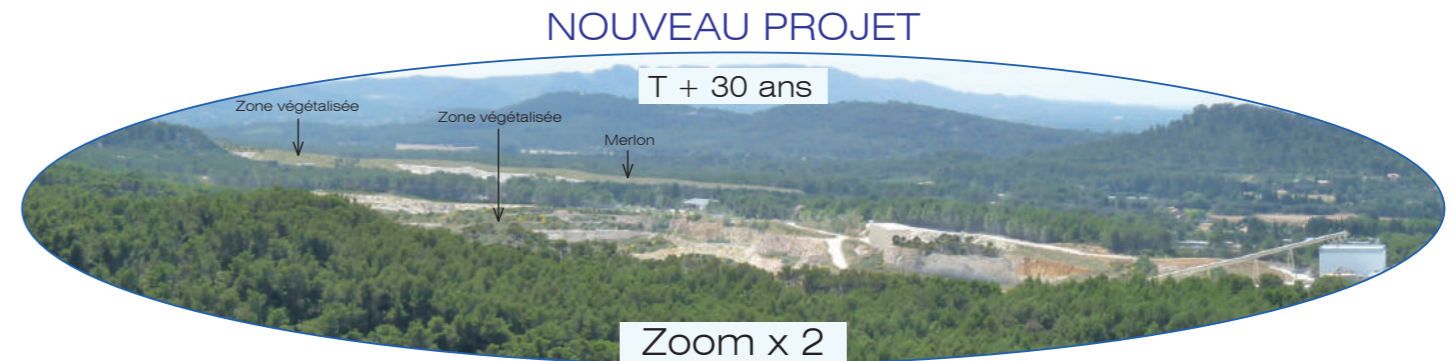 NOUVEAU PROJET
T + 30 ans
Zone végétalisée
Zone végétalisée
Merlon
Zoom x 2